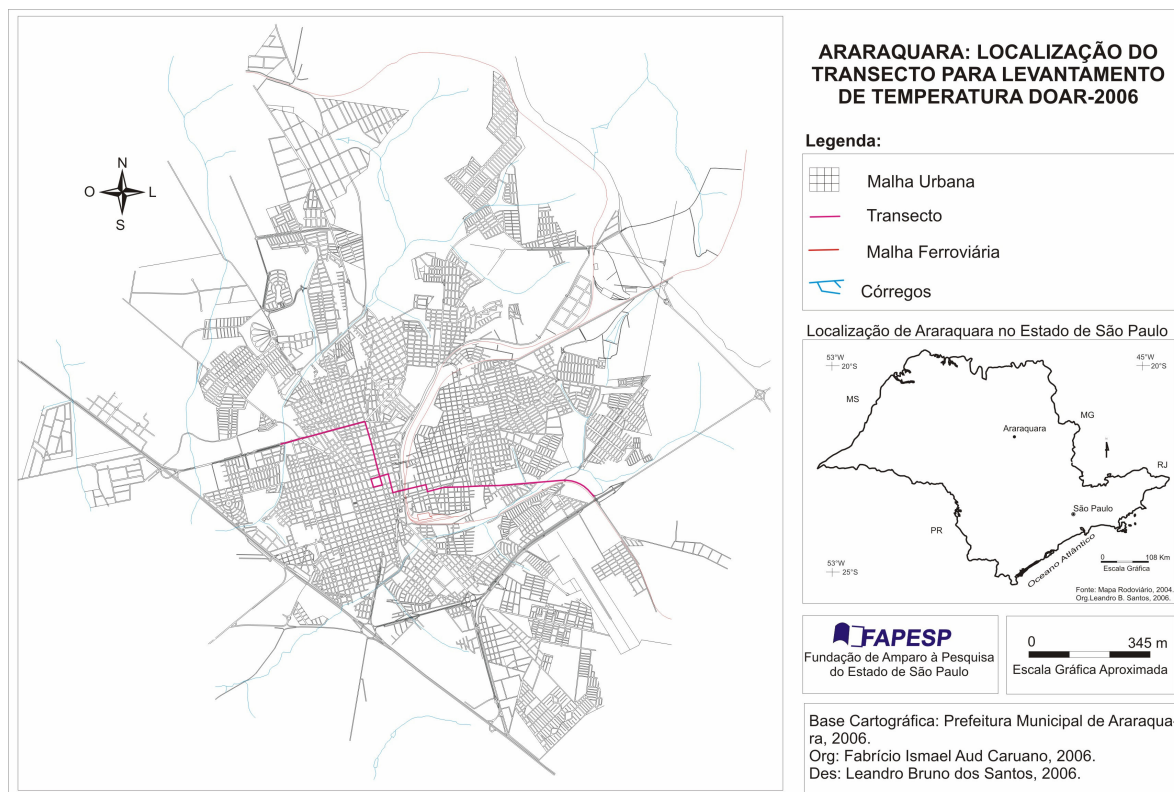 ARARAQUARA: LOCALIZAÇÃO DO
TRANSECTO PARA LEVANTAMENTO
DE TEMPERATURA DOAR-2006
Legenda:
Malha Urbana
Transecto
Malha Ferroviária
Córregos
N
O
L
S
Localização de Araraquara no Estado de São Paulo
53°W
20°S
45°W
20°S
MS
MG
Araraquara
RJ
São Paulo
PR
Oceano Atlântico
53°W
25°S
0 108 Km
Escala Gráfica
Fonte: Mapa Rodoviário, 2004.
Org.Leandro B. Santos, 2006.
FAPESP
Fundação de Amparo à Pesquisa
do Estado de São Paulo
0 345 m
Escala Gráfica Aproximada
Base Cartográfica: Prefeitura Municipal de Araraqua-
ra, 2006.
Org: Fabrício Ismael Aud Caruano, 2006.
Des: Leandro Bruno dos Santos, 2006.